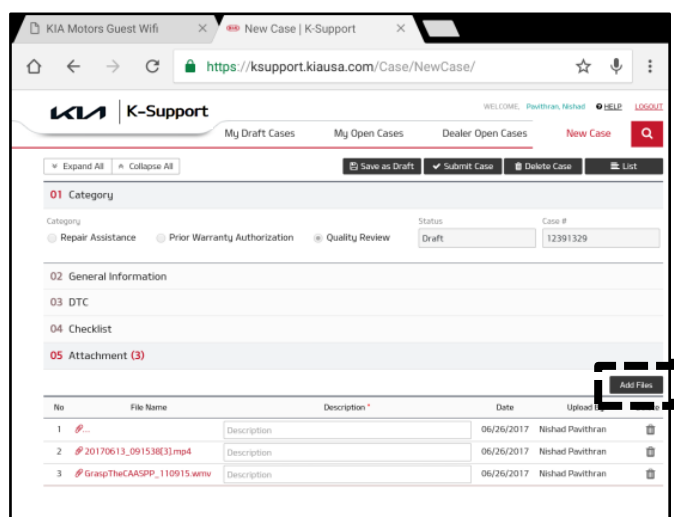 KIA Motors Guest Wifi
New Case | K-Support
https://ksupport.kiausa.com/Case/NewCase/
KIA | K-Support
WELCOME, Pavithran, Nishad HELP LOGOUT
My Draft Cases My Open Cases Dealer Open Cases New Case
Expand All Collapse All Save as Draft Submit Case Delete Case List
01 Category
Category Status Case #
Repair Assistance Prior Warranty Authorization Quality Review Draft 12391329
02 General Information
03 DTC
04 Checklist
05 Attachment (3)
Add Files
No File Name Description * Date Upload
1 ... Description 06/26/2017 Nishad Pavithran
2 20170613_091538[3].mp4 Description 06/26/2017 Nishad Pavithran
3 GraspTheCAASPP_110915.wmv Description 06/26/2017 Nishad Pavithran